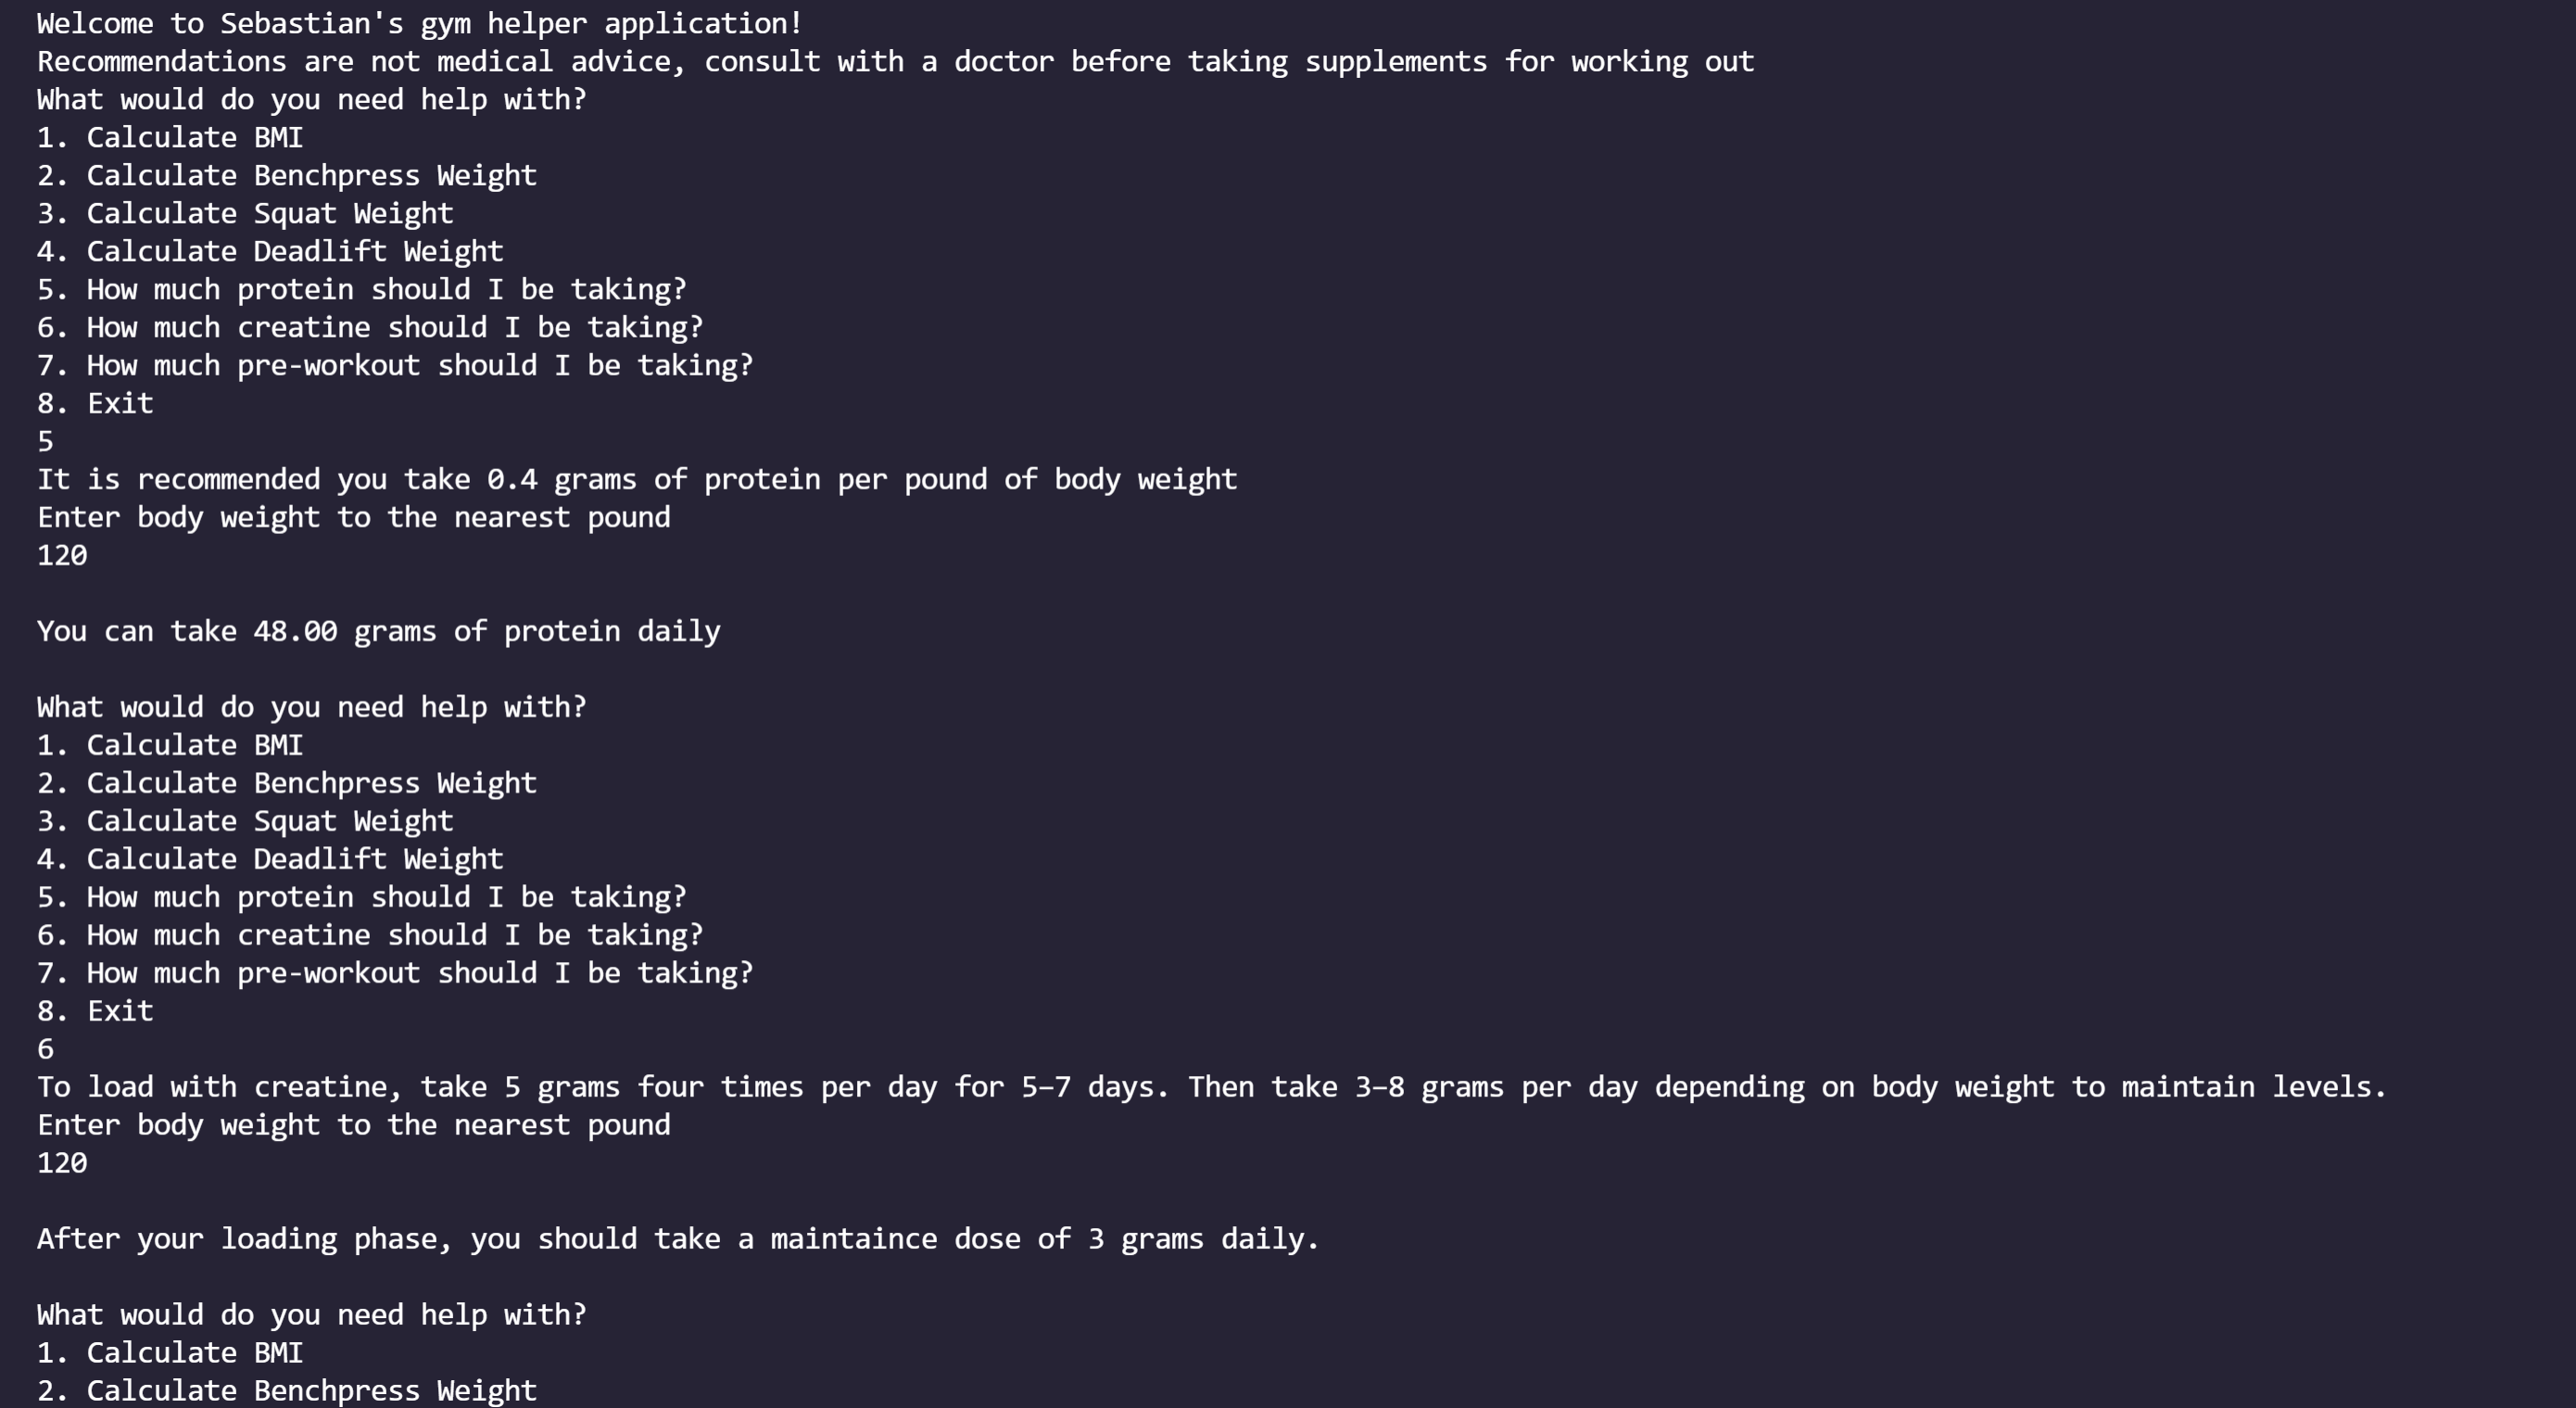 Welcome to Sebastian's gym helper application!
Recommendations are not medical advice, consult with a doctor before taking supplements for working out
What would do you need help with?
1. Calculate BMI
2. Calculate Benchpress Weight
3. Calculate Squat Weight
4. Calculate Deadlift Weight
5. How much protein should I be taking?
6. How much creatine should I be taking?
7. How much pre-workout should I be taking?
8. Exit
5
It is recommended you take 0.4 grams of protein per pound of body weight
Enter body weight to the nearest pound
120
You can take 48.00 grams of protein daily
What would do you need help with?
1. Calculate BMI
2. Calculate Benchpress Weight
3. Calculate Squat Weight
4. Calculate Deadlift Weight
5. How much protein should I be taking?
6. How much creatine should I be taking?
7. How much pre-workout should I be taking?
8. Exit
6
To load with creatine, take 5 grams four times per day for 5–7 days. Then take 3–8 grams per day depending on body weight to maintain levels.
Enter body weight to the nearest pound
120
After your loading phase, you should take a maintaince dose of 3 grams daily.
What would do you need help with?
1. Calculate BMI
2. Calculate Benchpress Weight